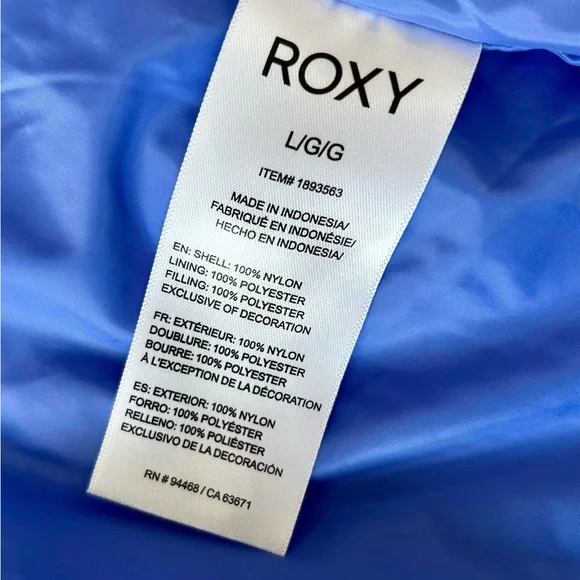 ROXY
L/G/G
ITEM# 1893563
MADE IN INDONESIA/
FABRIQUÉ EN INDONÉSIE/
HECHO EN INDONESIA/
EN: SHELL: 100% NYLON
LINING: 100% POLYESTER
FILLING: 100% POLYESTER
EXCLUSIVE OF DECORATION
FR: EXTÉRIEUR: 100% NYLON
DOUBLURE: 100% POLYESTER
BOURRE: 100% POLYESTER
À L'EXCEPTION DE LA DÉCORATION
ES: EXTERIOR: 100% NYLON
FORRO: 100% POLYÉSTER
RELLENO: 100% POLIÉSTER
EXCLUSIVO DE LA DECORACIÓN
RN # 94468 / CA 63671